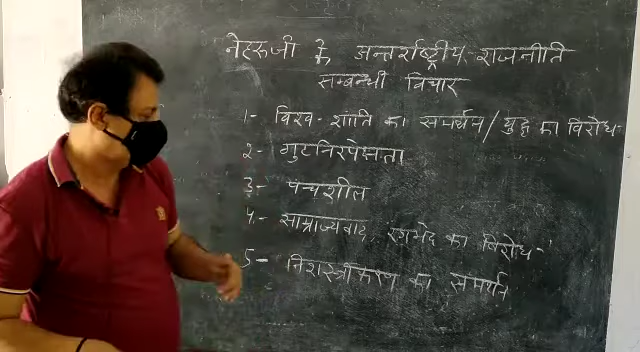 नेहरूजी के अन्तर्राष्ट्रीय राजनीति
सम्बन्धी विचार
1- विश्व-शांति का समर्थन/युद्ध का विरोध
2- गुटनिरपेक्षता
3- पंचशील
4- साम्राज्यवाद, रंगभेद का विरोध
5- निशस्त्रीकरण का समर्थन